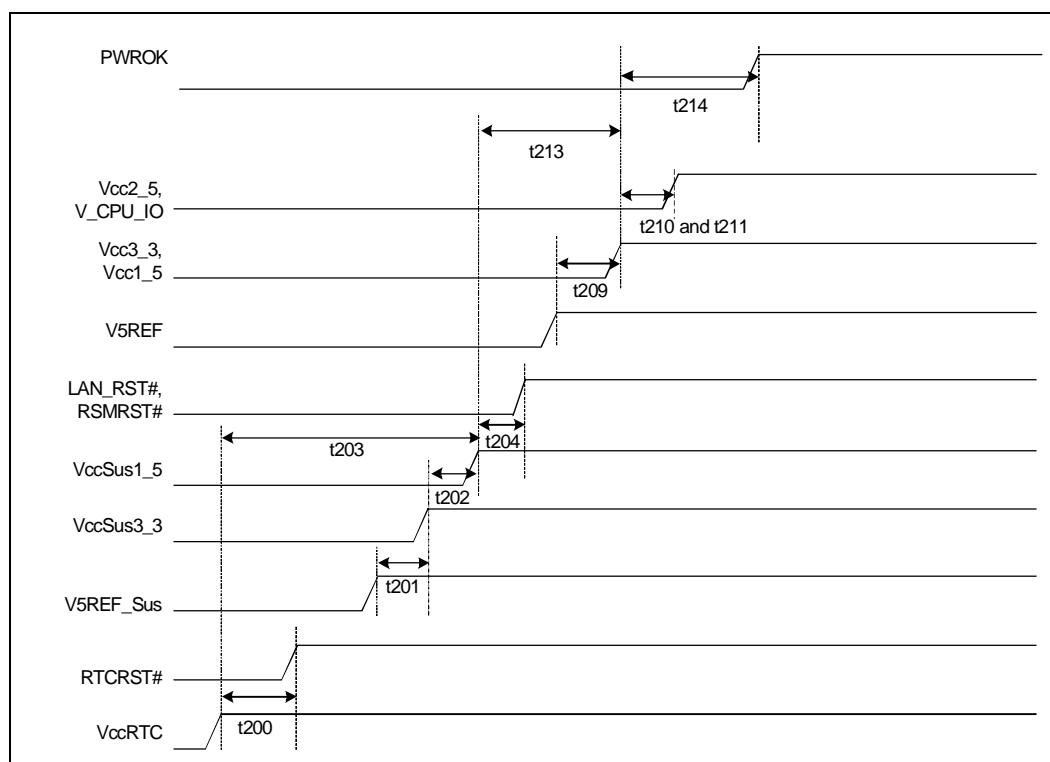 PWROK
t214
t213
Vcc2_5,
V_CPU_IO
t210 and t211
Vcc3_3,
Vcc1_5
t209
V5REF
LAN_RST#,
RSMRST#
t203
t204
VccSus1_5
t202
VccSus3_3
t201
V5REF_Sus
RTCRST#
t200
VccRTC